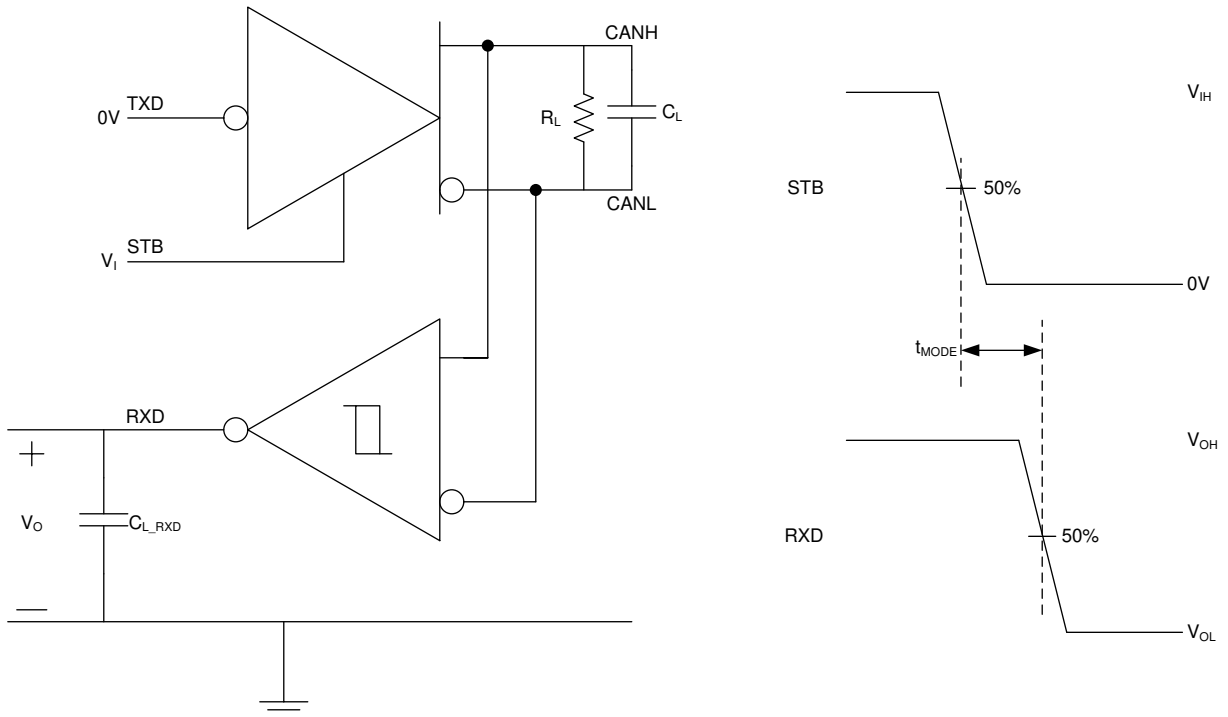 CANH
TXD
0V
R_L
C_L
CANL
STB
V_I
RXD
+
V_O
C_L_RXD
—
V_IH
STB
50%
0V
t_MODE
V_OH
RXD
50%
V_OL